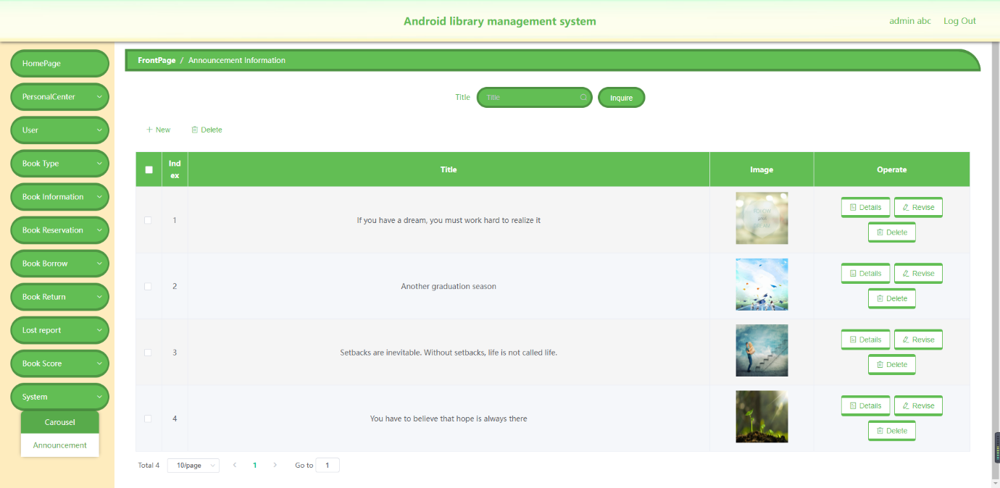 Android library management system
admin abc
Log Out
HomePage
PersonalCenter
User
Book Type
Book Information
Book Reservation
Book Borrow
Book Return
Lost report
Book Score
System
Carousel
Announcement
FrontPage / Announcement Information
Title
Title
Inquire
New
Delete
Ind
ex
Title
Image
Operate
1
If you have a dream, you must work hard to realize it
FOLLOW
your
DREAM
Details
Revise
Delete
2
Another graduation season
Details
Revise
Delete
3
Setbacks are inevitable. Without setbacks, life is not called life.
Details
Revise
Delete
4
You have to believe that hope is always there
Details
Revise
Delete
Total 4
10/page
1
Go to
1